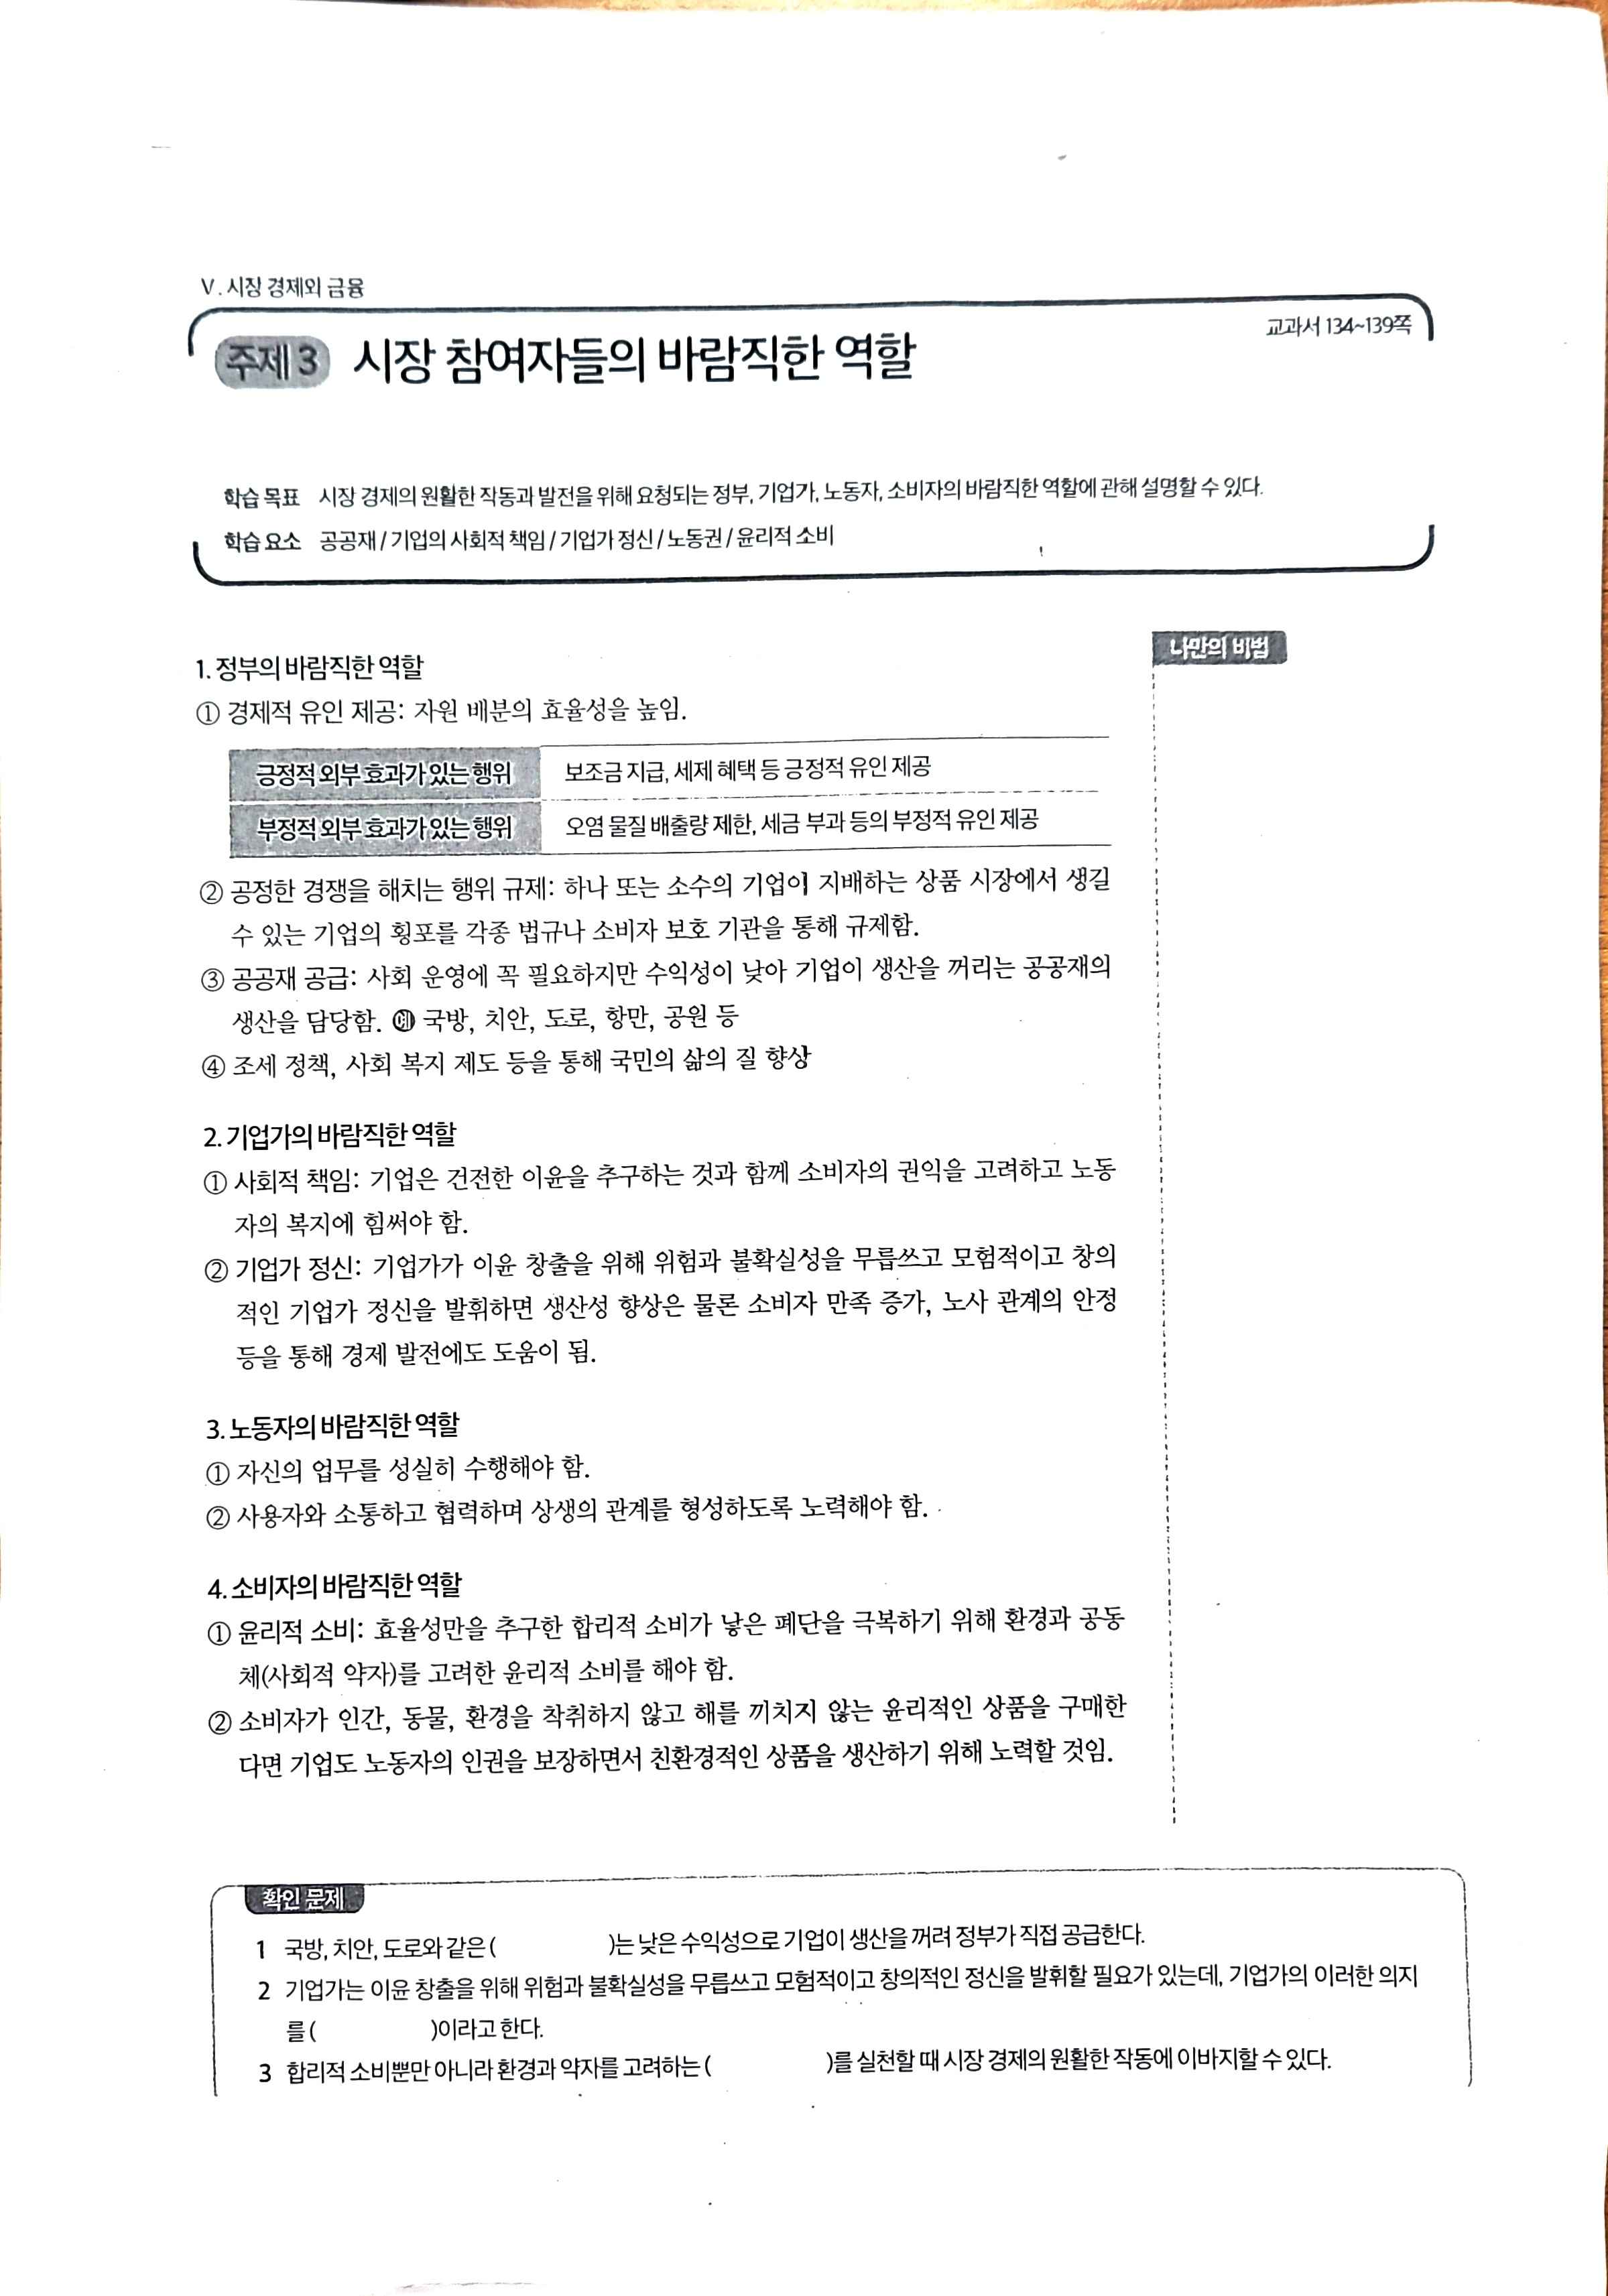 Ⅴ. 시장 경제와 금융
교과서 134~139쪽
주제 3 시장 참여자들의 바람직한 역할
학습 목표 시장 경제의 원활한 작동과 발전을 위해 요청되는 정부, 기업가, 노동자, 소비자의 바람직한 역할에 관해 설명할 수 있다.
학습 요소 공공재 / 기업의 사회적 책임 / 기업가 정신 / 노동권 / 윤리적 소비
나만의 비법
1. 정부의 바람직한 역할
① 경제적 유인 제공: 자원 배분의 효율성을 높임.
긍정적 외부 효과가 있는 행위 보조금 지급, 세제 혜택 등 긍정적 유인 제공
부정적 외부 효과가 있는 행위 오염 물질 배출량 제한, 세금 부과 등의 부정적 유인 제공
② 공정한 경쟁을 해치는 행위 규제: 하나 또는 소수의 기업이 지배하는 상품 시장에서 생길
수 있는 기업의 횡포를 각종 법규나 소비자 보호 기관을 통해 규제함.
③ 공공재 공급: 사회 운영에 꼭 필요하지만 수익성이 낮아 기업이 생산을 꺼리는 공공재의
생산을 담당함. 예 국방, 치안, 도로, 항만, 공원 등
④ 조세 정책, 사회 복지 제도 등을 통해 국민의 삶의 질 향상
2. 기업가의 바람직한 역할
① 사회적 책임: 기업은 건전한 이윤을 추구하는 것과 함께 소비자의 권익을 고려하고 노동
자의 복지에 힘써야 함.
② 기업가 정신: 기업가가 이윤 창출을 위해 위험과 불확실성을 무릅쓰고 모험적이고 창의
적인 기업가 정신을 발휘하면 생산성 향상은 물론 소비자 만족 증가, 노사 관계의 안정
등을 통해 경제 발전에도 도움이 됨.
3. 노동자의 바람직한 역할
① 자신의 업무를 성실히 수행해야 함.
② 사용자와 소통하고 협력하며 상생의 관계를 형성하도록 노력해야 함.
4. 소비자의 바람직한 역할
① 윤리적 소비: 효율성만을 추구한 합리적 소비가 낳은 폐단을 극복하기 위해 환경과 공동
체(사회적 약자)를 고려한 윤리적 소비를 해야 함.
② 소비자가 인간, 동물, 환경을 착취하지 않고 해를 끼치지 않는 윤리적인 상품을 구매한
다면 기업도 노동자의 인권을 보장하면서 친환경적인 상품을 생산하기 위해 노력할 것임.
확인 문제
1 국방, 치안, 도로와 같은 ( )는 낮은 수익성으로 기업이 생산을 꺼려 정부가 직접 공급한다.
2 기업가는 이윤 창출을 위해 위험과 불확실성을 무릅쓰고 모험적이고 창의적인 정신을 발휘할 필요가 있는데, 기업가의 이러한 의지
를 ( )이라고 한다.
3 합리적 소비뿐만 아니라 환경과 약자를 고려하는 ( )를 실천할 때 시장 경제의 원활한 작동에 이바지할 수 있다.